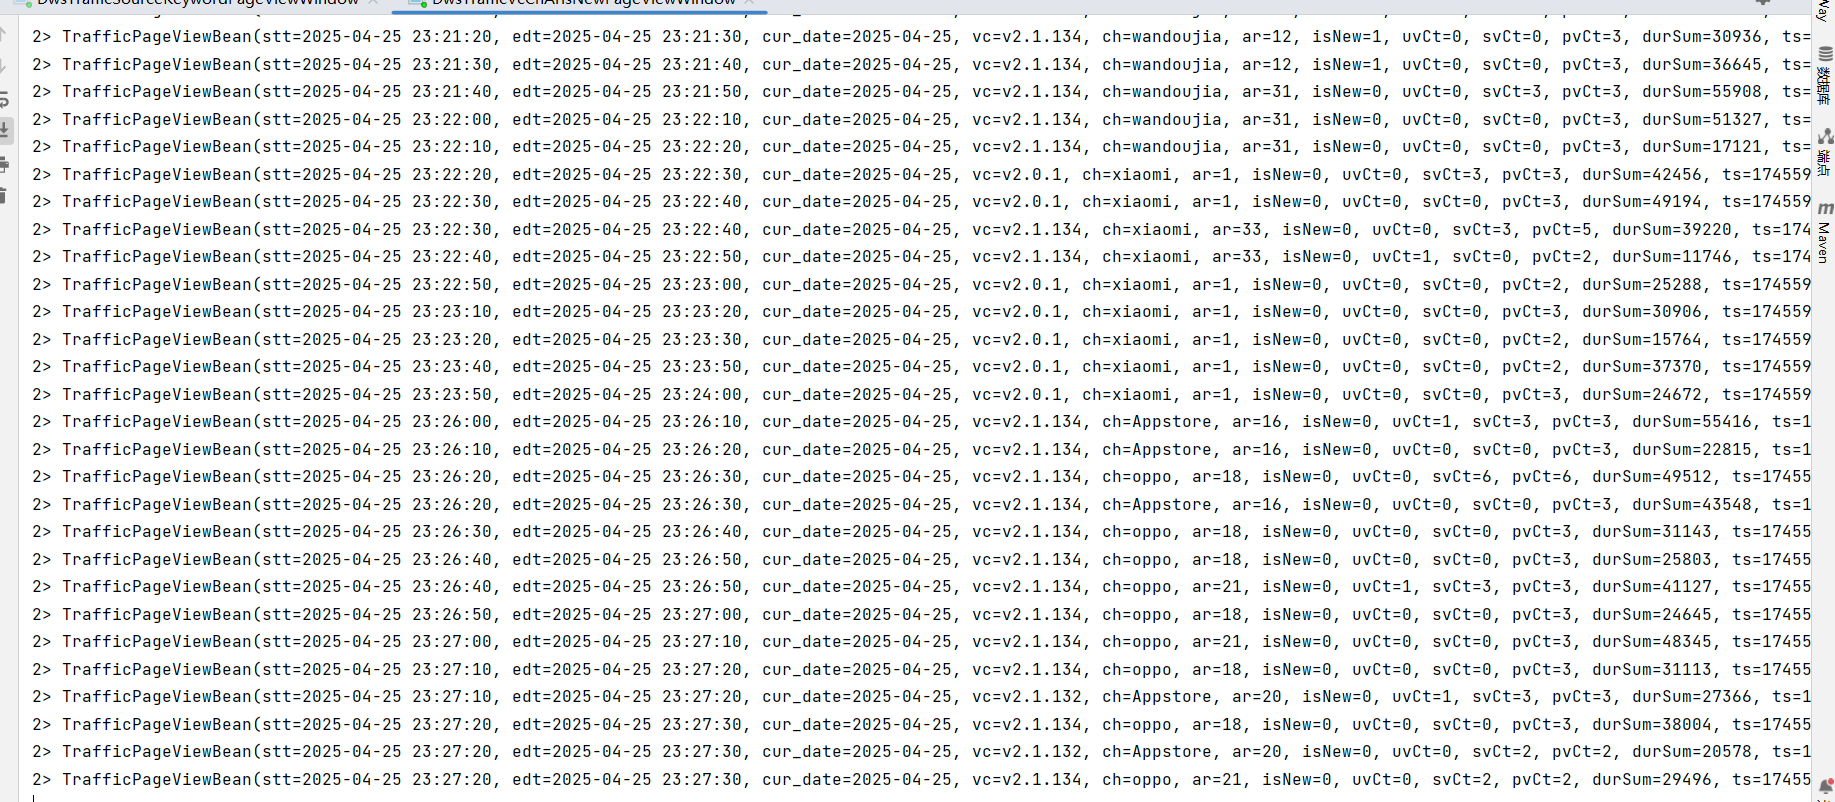 2> TrafficPageViewBean(stt=2025-04-25 23:21:20, edt=2025-04-25 23:21:30, cur_date=2025-04-25, vc=v2.1.134, ch=wandoujia, ar=12, isNew=1, uvCt=0, svCt=0, pvCt=3, durSum=30936, ts=
2> TrafficPageViewBean(stt=2025-04-25 23:21:30, edt=2025-04-25 23:21:40, cur_date=2025-04-25, vc=v2.1.134, ch=wandoujia, ar=12, isNew=1, uvCt=0, svCt=0, pvCt=3, durSum=36645, ts=
2> TrafficPageViewBean(stt=2025-04-25 23:21:40, edt=2025-04-25 23:21:50, cur_date=2025-04-25, vc=v2.1.134, ch=wandoujia, ar=31, isNew=0, uvCt=0, svCt=3, pvCt=3, durSum=55908, ts=
2> TrafficPageViewBean(stt=2025-04-25 23:22:00, edt=2025-04-25 23:22:10, cur_date=2025-04-25, vc=v2.1.134, ch=wandoujia, ar=31, isNew=0, uvCt=0, svCt=0, pvCt=3, durSum=51327, ts=
2> TrafficPageViewBean(stt=2025-04-25 23:22:10, edt=2025-04-25 23:22:20, cur_date=2025-04-25, vc=v2.1.134, ch=wandoujia, ar=31, isNew=0, uvCt=0, svCt=0, pvCt=3, durSum=17121, ts=
2> TrafficPageViewBean(stt=2025-04-25 23:22:20, edt=2025-04-25 23:22:30, cur_date=2025-04-25, vc=v2.0.1, ch=xiaomi, ar=1, isNew=0, uvCt=0, svCt=3, pvCt=3, durSum=42456, ts=174559
2> TrafficPageViewBean(stt=2025-04-25 23:22:30, edt=2025-04-25 23:22:40, cur_date=2025-04-25, vc=v2.0.1, ch=xiaomi, ar=1, isNew=0, uvCt=0, svCt=0, pvCt=3, durSum=49194, ts=174559
2> TrafficPageViewBean(stt=2025-04-25 23:22:30, edt=2025-04-25 23:22:40, cur_date=2025-04-25, vc=v2.1.134, ch=xiaomi, ar=33, isNew=0, uvCt=0, svCt=3, pvCt=5, durSum=39220, ts=174
2> TrafficPageViewBean(stt=2025-04-25 23:22:40, edt=2025-04-25 23:22:50, cur_date=2025-04-25, vc=v2.1.134, ch=xiaomi, ar=33, isNew=0, uvCt=1, svCt=0, pvCt=2, durSum=11746, ts=174
2> TrafficPageViewBean(stt=2025-04-25 23:22:50, edt=2025-04-25 23:23:00, cur_date=2025-04-25, vc=v2.0.1, ch=xiaomi, ar=1, isNew=0, uvCt=0, svCt=0, pvCt=2, durSum=25288, ts=174559
2> TrafficPageViewBean(stt=2025-04-25 23:23:10, edt=2025-04-25 23:23:20, cur_date=2025-04-25, vc=v2.0.1, ch=xiaomi, ar=1, isNew=0, uvCt=0, svCt=0, pvCt=3, durSum=30906, ts=174559
2> TrafficPageViewBean(stt=2025-04-25 23:23:20, edt=2025-04-25 23:23:30, cur_date=2025-04-25, vc=v2.0.1, ch=xiaomi, ar=1, isNew=0, uvCt=0, svCt=0, pvCt=2, durSum=15764, ts=174559
2> TrafficPageViewBean(stt=2025-04-25 23:23:40, edt=2025-04-25 23:23:50, cur_date=2025-04-25, vc=v2.0.1, ch=xiaomi, ar=1, isNew=0, uvCt=0, svCt=0, pvCt=2, durSum=37370, ts=174559
2> TrafficPageViewBean(stt=2025-04-25 23:23:50, edt=2025-04-25 23:24:00, cur_date=2025-04-25, vc=v2.0.1, ch=xiaomi, ar=1, isNew=0, uvCt=0, svCt=0, pvCt=3, durSum=24672, ts=174559
2> TrafficPageViewBean(stt=2025-04-25 23:26:00, edt=2025-04-25 23:26:10, cur_date=2025-04-25, vc=v2.1.134, ch=Appstore, ar=16, isNew=0, uvCt=1, svCt=3, pvCt=3, durSum=55416, ts=1
2> TrafficPageViewBean(stt=2025-04-25 23:26:10, edt=2025-04-25 23:26:20, cur_date=2025-04-25, vc=v2.1.134, ch=Appstore, ar=16, isNew=0, uvCt=0, svCt=0, pvCt=3, durSum=22815, ts=1
2> TrafficPageViewBean(stt=2025-04-25 23:26:20, edt=2025-04-25 23:26:30, cur_date=2025-04-25, vc=v2.1.134, ch=oppo, ar=18, isNew=0, uvCt=0, svCt=6, pvCt=6, durSum=49512, ts=17455
2> TrafficPageViewBean(stt=2025-04-25 23:26:20, edt=2025-04-25 23:26:30, cur_date=2025-04-25, vc=v2.1.134, ch=Appstore, ar=16, isNew=0, uvCt=0, svCt=0, pvCt=3, durSum=43548, ts=1
2> TrafficPageViewBean(stt=2025-04-25 23:26:30, edt=2025-04-25 23:26:40, cur_date=2025-04-25, vc=v2.1.134, ch=oppo, ar=18, isNew=0, uvCt=0, svCt=0, pvCt=3, durSum=31143, ts=17455
2> TrafficPageViewBean(stt=2025-04-25 23:26:40, edt=2025-04-25 23:26:50, cur_date=2025-04-25, vc=v2.1.134, ch=oppo, ar=18, isNew=0, uvCt=0, svCt=0, pvCt=3, durSum=25803, ts=17455
2> TrafficPageViewBean(stt=2025-04-25 23:26:40, edt=2025-04-25 23:26:50, cur_date=2025-04-25, vc=v2.1.134, ch=oppo, ar=21, isNew=0, uvCt=1, svCt=3, pvCt=3, durSum=41127, ts=17455
2> TrafficPageViewBean(stt=2025-04-25 23:26:50, edt=2025-04-25 23:27:00, cur_date=2025-04-25, vc=v2.1.134, ch=oppo, ar=18, isNew=0, uvCt=0, svCt=0, pvCt=3, durSum=24645, ts=17455
2> TrafficPageViewBean(stt=2025-04-25 23:27:00, edt=2025-04-25 23:27:10, cur_date=2025-04-25, vc=v2.1.134, ch=oppo, ar=21, isNew=0, uvCt=0, svCt=0, pvCt=3, durSum=48345, ts=17455
2> TrafficPageViewBean(stt=2025-04-25 23:27:10, edt=2025-04-25 23:27:20, cur_date=2025-04-25, vc=v2.1.134, ch=oppo, ar=18, isNew=0, uvCt=0, svCt=0, pvCt=3, durSum=31113, ts=17455
2> TrafficPageViewBean(stt=2025-04-25 23:27:10, edt=2025-04-25 23:27:20, cur_date=2025-04-25, vc=v2.1.132, ch=Appstore, ar=20, isNew=0, uvCt=1, svCt=3, pvCt=3, durSum=27366, ts=1
2> TrafficPageViewBean(stt=2025-04-25 23:27:20, edt=2025-04-25 23:27:30, cur_date=2025-04-25, vc=v2.1.134, ch=oppo, ar=18, isNew=0, uvCt=0, svCt=0, pvCt=3, durSum=38004, ts=17455
2> TrafficPageViewBean(stt=2025-04-25 23:27:20, edt=2025-04-25 23:27:30, cur_date=2025-04-25, vc=v2.1.132, ch=Appstore, ar=20, isNew=0, uvCt=0, svCt=2, pvCt=2, durSum=20578, ts=1
2> TrafficPageViewBean(stt=2025-04-25 23:27:20, edt=2025-04-25 23:27:30, cur_date=2025-04-25, vc=v2.1.134, ch=oppo, ar=21, isNew=0, uvCt=0, svCt=2, pvCt=2, durSum=29496, ts=17455
Way
数据库
端点
m Maven